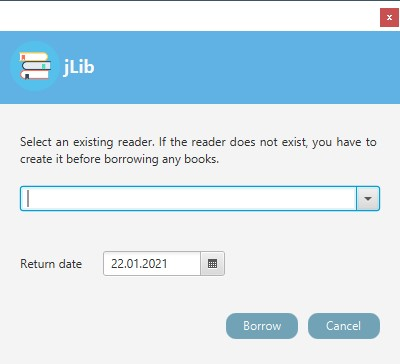 jLib
Select an existing reader. If the reader does not exist, you have to
create it before borrowing any books.
Return date
22.01.2021
Borrow
Cancel